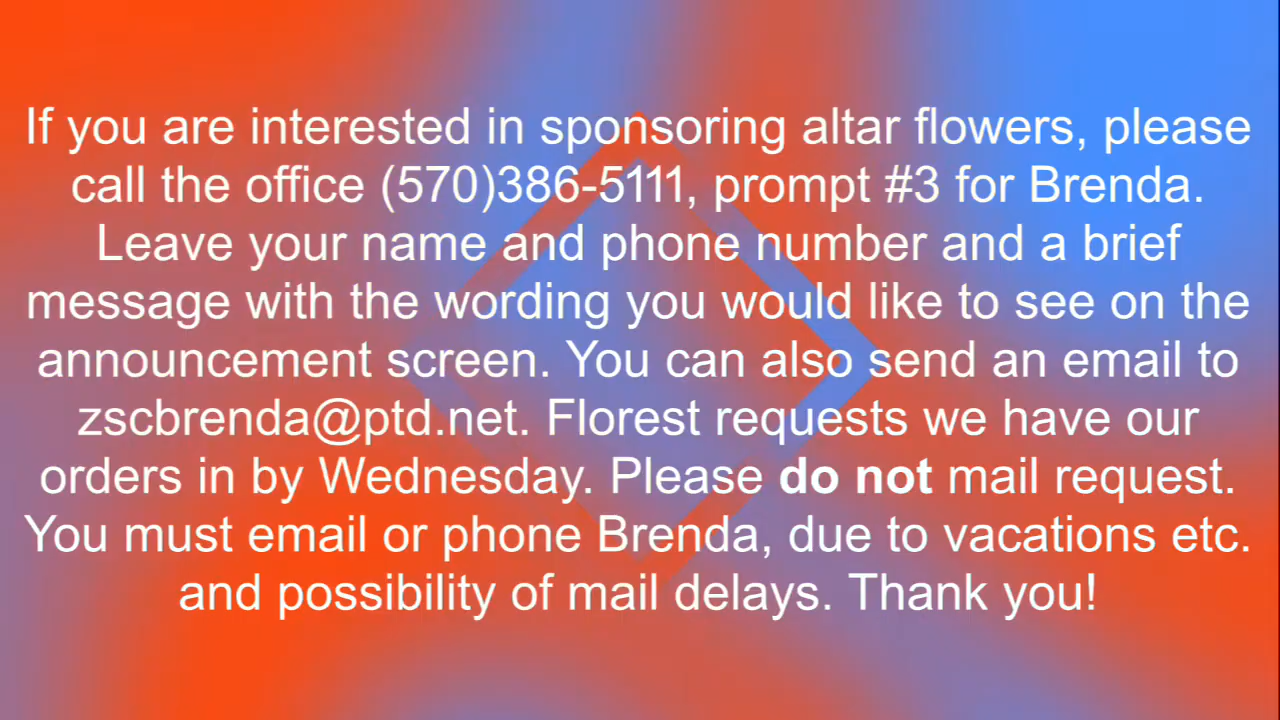 If you are interested in sponsoring altar flowers, please
call the office (570)386-5111, prompt #3 for Brenda.
Leave your name and phone number and a brief
message with the wording you would like to see on the
announcement screen. You can also send an email to
zscbrenda@ptd.net. Florest requests we have our
orders in by Wednesday. Please do not mail request.
You must email or phone Brenda, due to vacations etc.
and possibility of mail delays. Thank you!